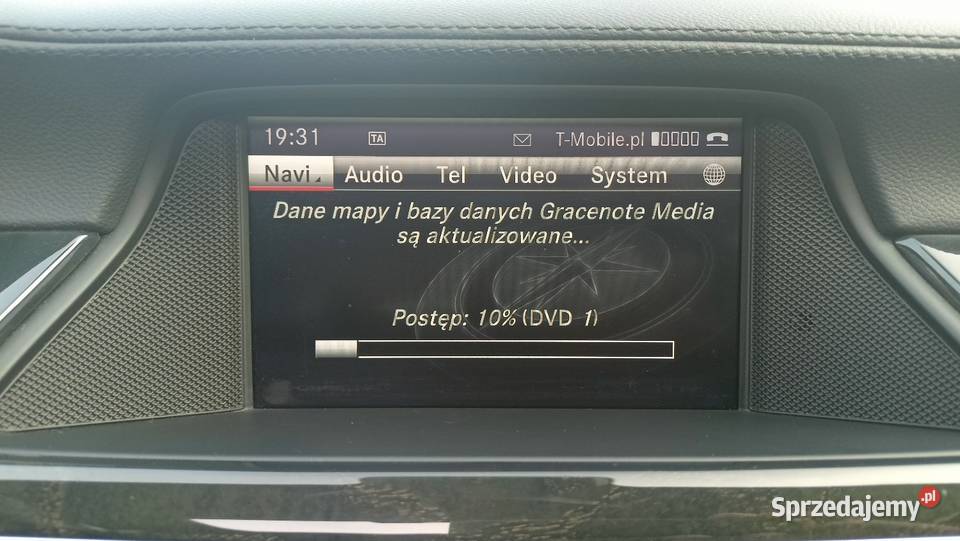 19:31 TA T-Mobile.pl
Navi Audio Tel Video System
Dane mapy i bazy danych Gracenote Media
są aktualizowane...
Postęp: 10% (DVD 1)
Sprzedajemy.pl